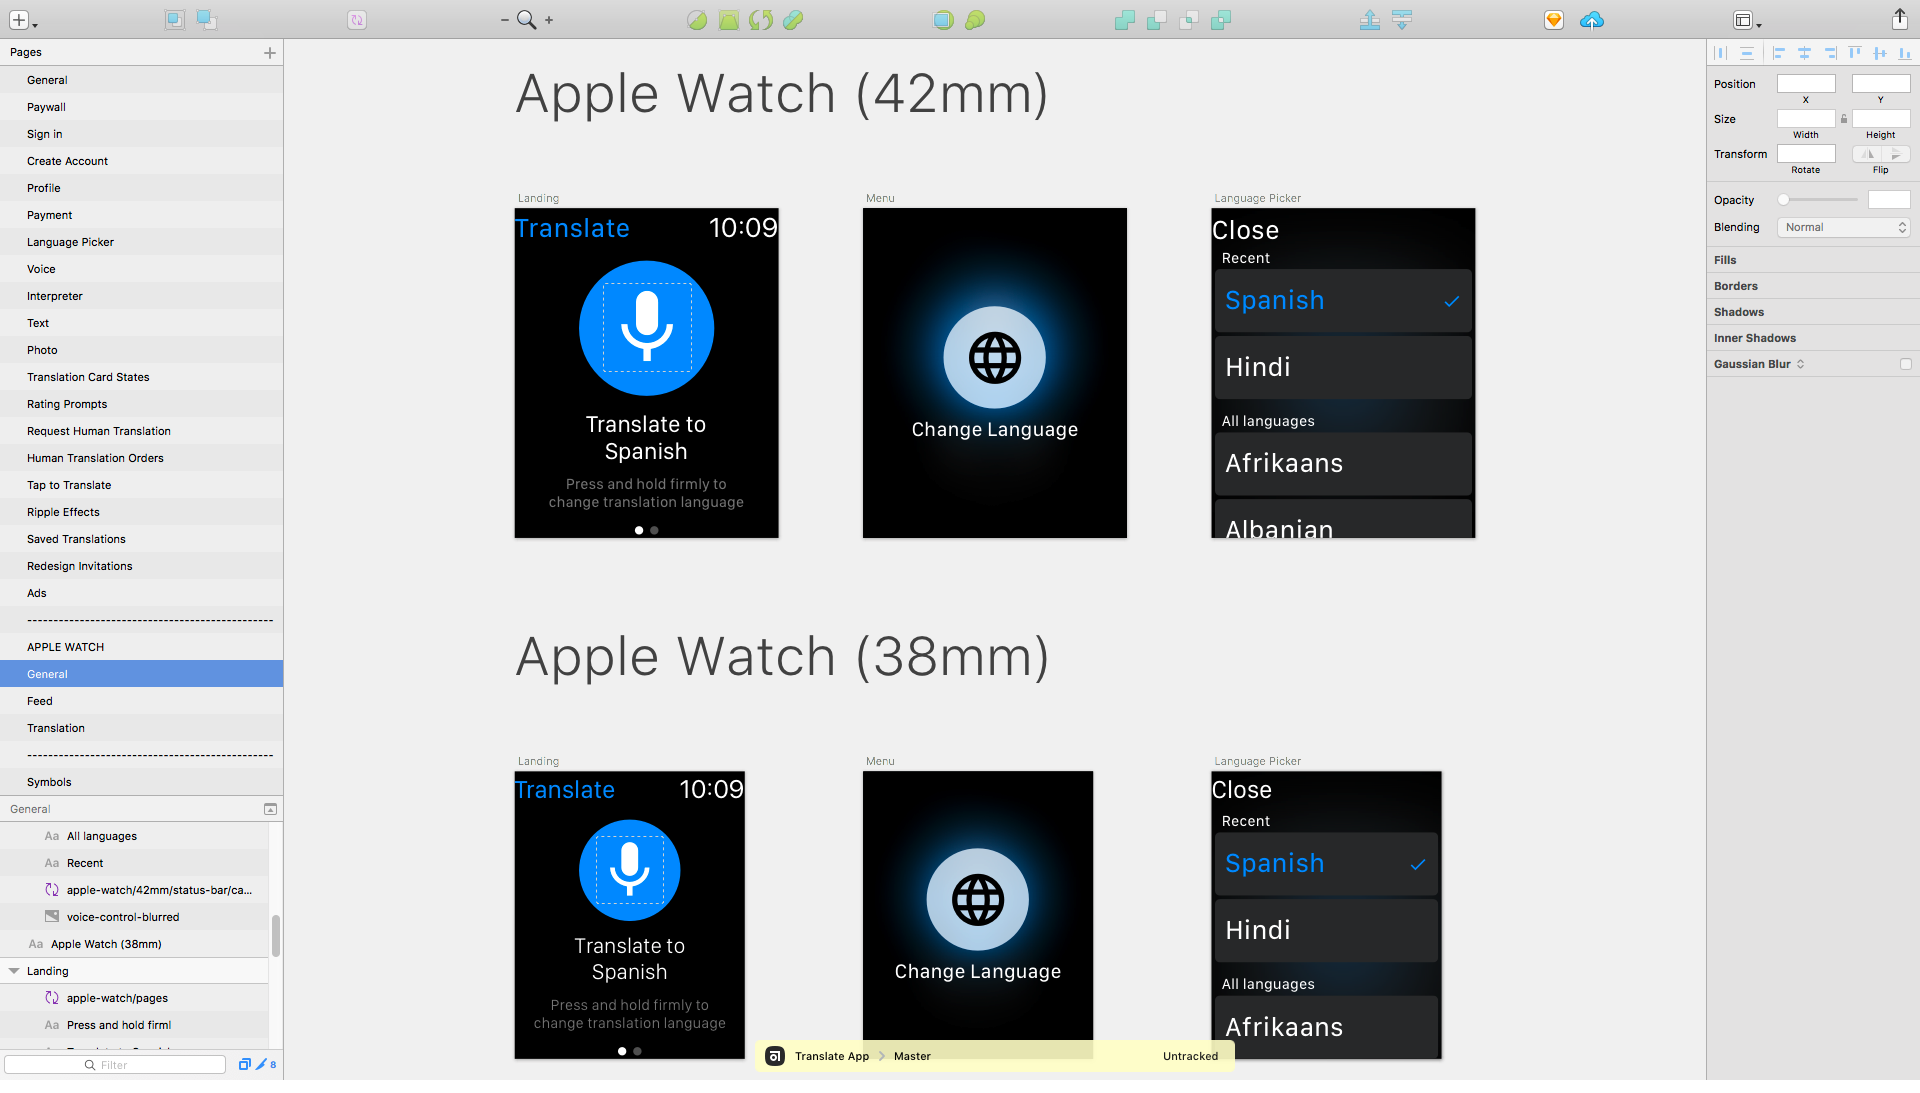 Pages
General
Paywall
Sign in
Create Account
Profile
Payment
Language Picker
Voice
Interpreter
Text
Photo
Translation Card States
Rating Prompts
Request Human Translation
Human Translation Orders
Tap to Translate
Ripple Effects
Saved Translations
Redesign Invitations
Ads
-----------------------------------------------
APPLE WATCH
General
Feed
Translation
-----------------------------------------------
Symbols
General
Aa All languages
Aa Recent
apple-watch/42mm/status-bar/ca...
voice-control-blurred
Aa Apple Watch (38mm)
Landing
apple-watch/pages
Aa Press and hold firml
Filter
8
Apple Watch (42mm)
Landing
Translate 10:09
Translate to
Spanish
Press and hold firmly to
change translation language
Menu
Change Language
Language Picker
Close
Recent
Spanish
Hindi
All languages
Afrikaans
Albanian
Apple Watch (38mm)
Landing
Translate 10:09
Translate to
Spanish
Press and hold firmly to
change translation language
Menu
Change Language
Language Picker
Close
Recent
Spanish
Hindi
All languages
Afrikaans
Translate App Master Untracked
Position
X Y
Size
Width Height
Transform
Rotate Flip
Opacity
Blending Normal
Fills
Borders
Shadows
Inner Shadows
Gaussian Blur